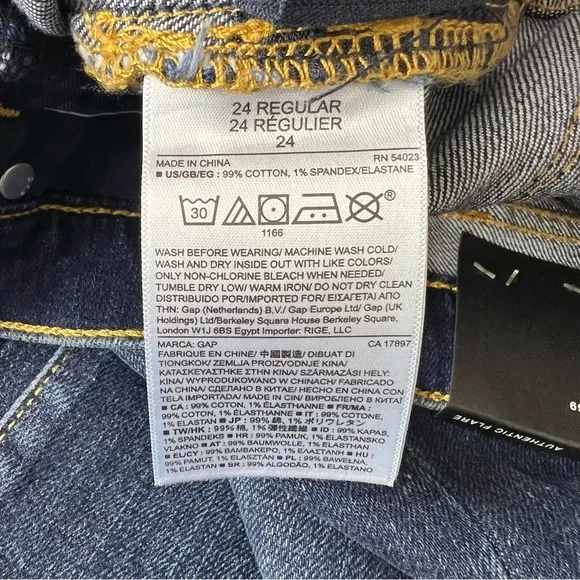 24 REGULAR
24 RÉGULIER
24
MADE IN CHINA RN 54023
■ US/GB/EG : 99% COTTON, 1% SPANDEX/ELASTANE
30
®
1166
WASH BEFORE WEARING/ MACHINE WASH COLD/
WASH AND DRY INSIDE OUT WITH LIKE COLORS/
ONLY NON-CHLORINE BLEACH WHEN NEEDED/
TUMBLE DRY LOW/ WARM IRON/ DO NOT DRY CLEAN
DISTRIBUIDO POR/IMPORTED FOR/ ΕΙΣΑΓΕΤΑΙ ΑΠΟ
ΤΗΝ: Gap (Netherlands) B.V./ Gap Europe Ltd/ Gap (UK
Holdings) Ltd/Berkeley Square House Berkeley Square,
London W1J 6BS Egypt Importer: RIGE, LLC
MARCA: GAP CA 17897
FABRIQUÉ EN CHINE/ 中國製造/ DIBUAT DI
TIONGKOK/ ZEMLJA PROIZVODNJE: KINA/
ΚΑΤΑΣΚΕΥΑΣΤΗΚΕ ΣΤΗΝ ΚΙΝΑ/ SZÁRMAZÁSI HELY:
KÍNA/ WYPRODUKOWANO W CHINACH/ FABRICADO
NA CHINA/ СДЕЛАНО В КИТАЕ/ HECHO EN CHINA CON
TELA IMPORTADA/ MADE IN CHINA/
■ CA : 99% COTON, 1% ÉLASTHANNE ■ FR/MA :
99% COTON, 1% ÉLASTHANNE ■ IT : 99% COTONE,
1% ELASTAN ■ JP : 99% 綿, 1% ポリウレタン
■ TW/HK : 99% 棉, 1% 彈性纖維 ■ ID : 99% KAPAS,
1% SPANDEKS ■ HR : 99% PAMUK, 1% ELASTANSKO
VLAKNO ■ AT : 99% BAUMWOLLE, 1% ELASTHAN ■
EL/CY : 99% ΒΑΜΒΑΚΕΡΟ, 1% ΕΛΑΣΤΑΝΗ ■ HU :
99% PAMUT, 1% ELASZTÁN ■ PL : 99% BAWEŁNA,
1% ELASTAN ■ BR : 99% ALGODÃO, 1% ELASTANO
AUTHENTIC FLARE